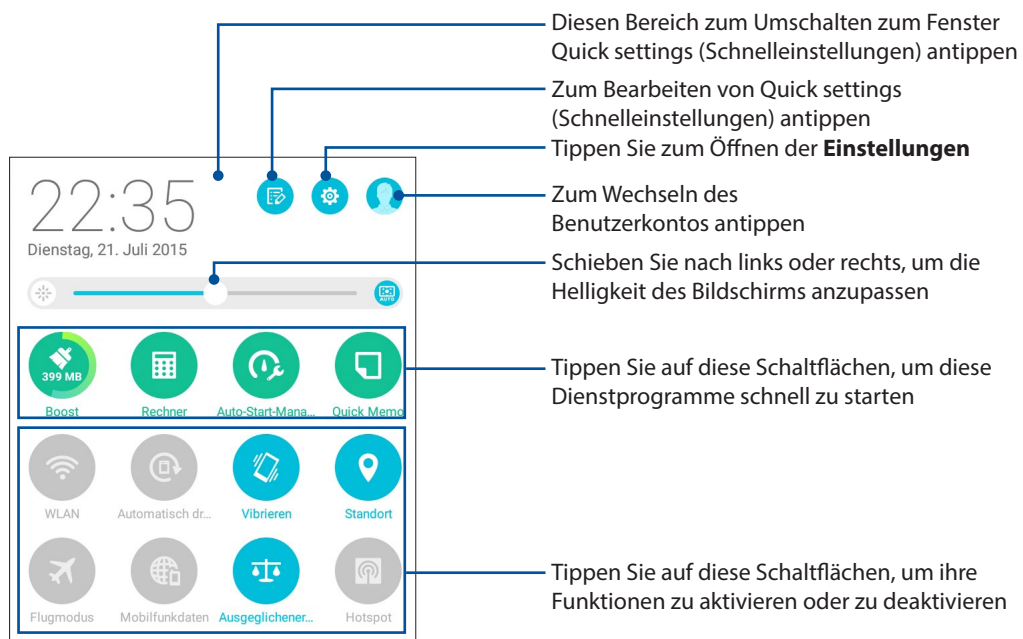 Diesen Bereich zum Umschalten zum Fenster
Quick settings (Schnelleinstellungen) antippen
Zum Bearbeiten von Quick settings
(Schnelleinstellungen) antippen
Tippen Sie zum Öffnen der Einstellungen
Zum Wechseln des
Benutzerkontos antippen
Schieben Sie nach links oder rechts, um die
Helligkeit des Bildschirms anzupassen
Tippen Sie auf diese Schaltflächen, um diese
Dienstprogramme schnell zu starten
Tippen Sie auf diese Schaltflächen, um ihre
Funktionen zu aktivieren oder zu deaktivieren
22:35
Dienstag, 21. Juli 2015
AUTO
399 MB
Boost Rechner Auto-Start-Mana... Quick Memo
WLAN Automatisch dr... Vibrieren Standort
Flugmodus Mobilfunkdaten Ausgeglichener... Hotspot